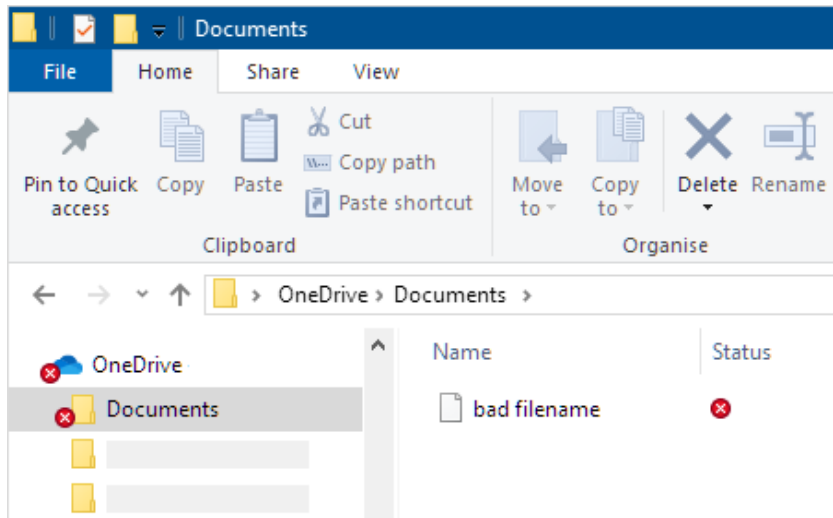 Documents
File Home Share View
Pin to Quick access
Copy
Paste
Cut
Copy path
Paste shortcut
Move to
Copy to
Delete
Rename
Clipboard
Organise
OneDrive Documents
OneDrive
Documents
Name Status
bad filename